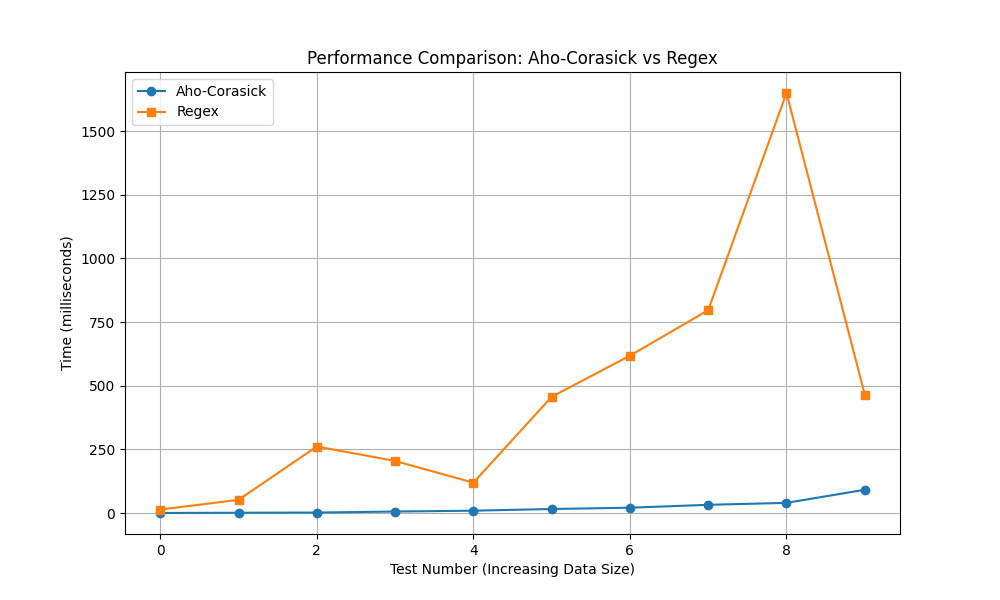 Performance Comparison: Aho-Corasick vs Regex
Aho-Corasick
Regex
Time (milliseconds)
1500
1250
1000
750
500
250
0
0 2 4 6 8
Test Number (Increasing Data Size)